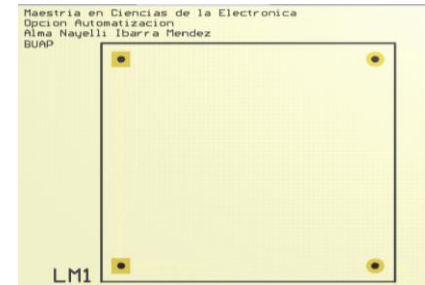 Maestria en Ciencias de la Electronica
Opcion Automatizacion
Alma Nayelli Ibarra Mendez
BUAP
LM1